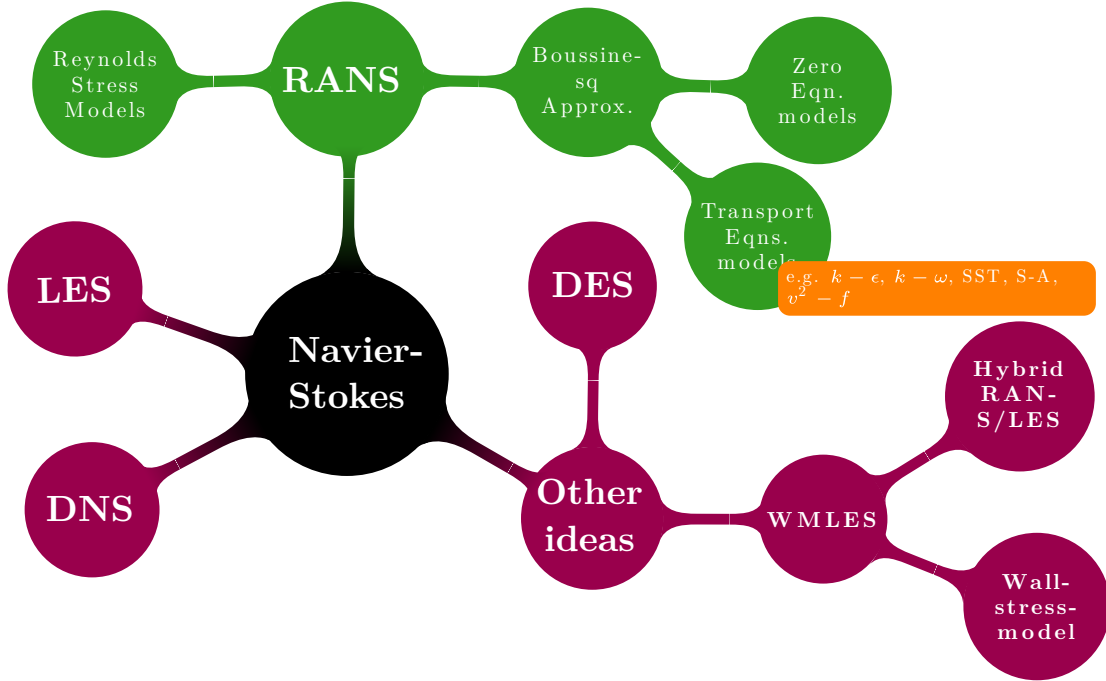 Reynolds
Stress
Models
RANS
Boussine-
sq
Approx.
Zero
Eqn.
models
Transport
Eqns.
models
e.g. k − ϵ, k − ω, SST, S-A,
v² − f
LES
DES
Navier-
Stokes
Hybrid
RAN-
S/LES
DNS
Other
ideas
WMLES
Wall-
stress-
model